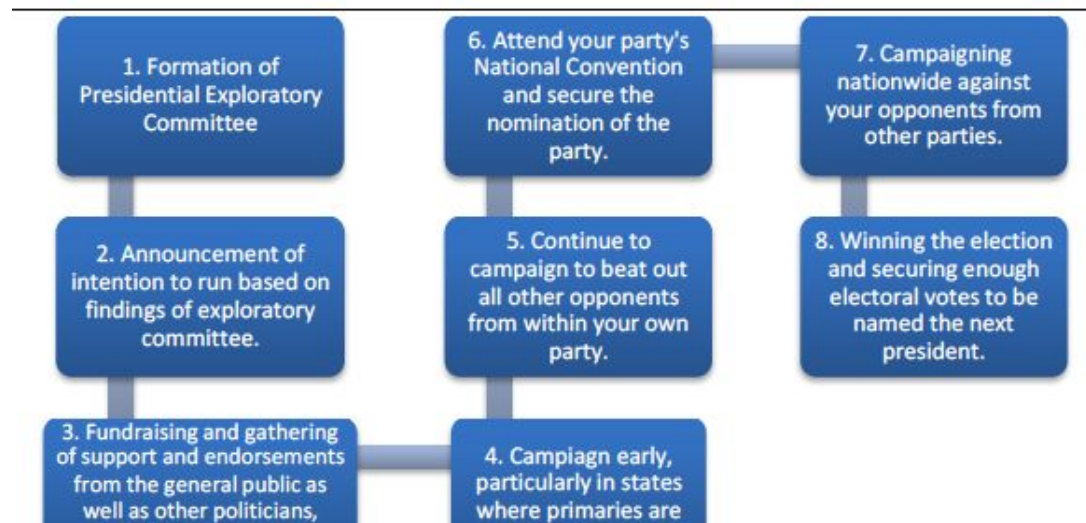 1. Formation of
Presidential Exploratory
Committee
2. Announcement of
intention to run based on
findings of exploratory
committee.
3. Fundraising and gathering
of support and endorsements
from the general public as
well as other politicians,
4. Campiagn early,
particularly in states
where primaries are
5. Continue to
campaign to beat out
all other opponents
from within your own
party.
6. Attend your party's
National Convention
and secure the
nomination of the
party.
7. Campaigning
nationwide against
your opponents from
other parties.
8. Winning the election
and securing enough
electoral votes to be
named the next
president.